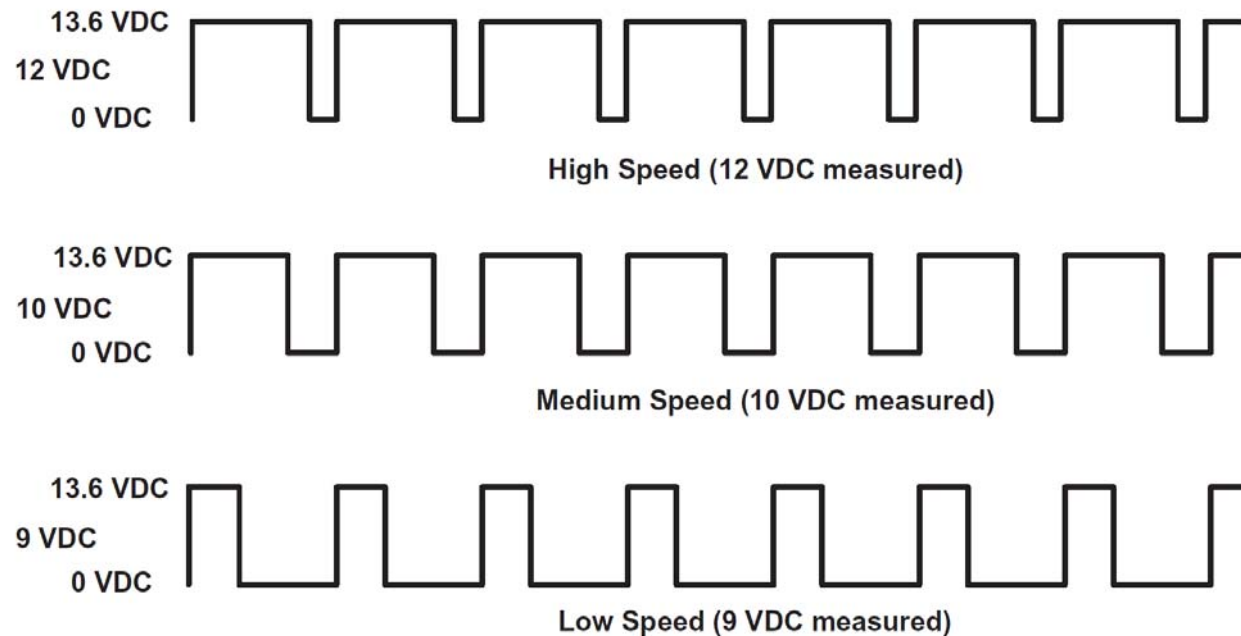 13.6 VDC
12 VDC
0 VDC
High Speed (12 VDC measured)
13.6 VDC
10 VDC
0 VDC
Medium Speed (10 VDC measured)
13.6 VDC
9 VDC
0 VDC
Low Speed (9 VDC measured)